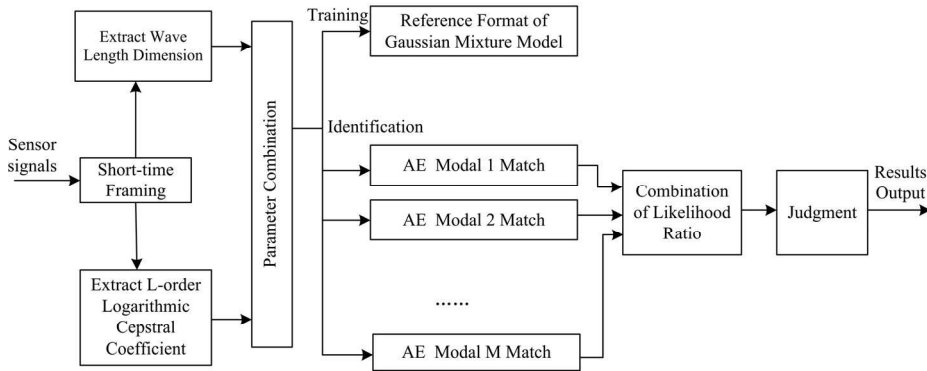 Sensor
signals
Short-time
Framing
Extract Wave
Length Dimension
Extract L-order
Logarithmic
Cepstral
Coefficient
Parameter Combination
Training
Reference Format of
Gaussian Mixture Model
Identification
AE Modal 1 Match
AE Modal 2 Match
......
AE Modal M Match
Combination
of Likelihood
Ratio
Judgment
Results
Output